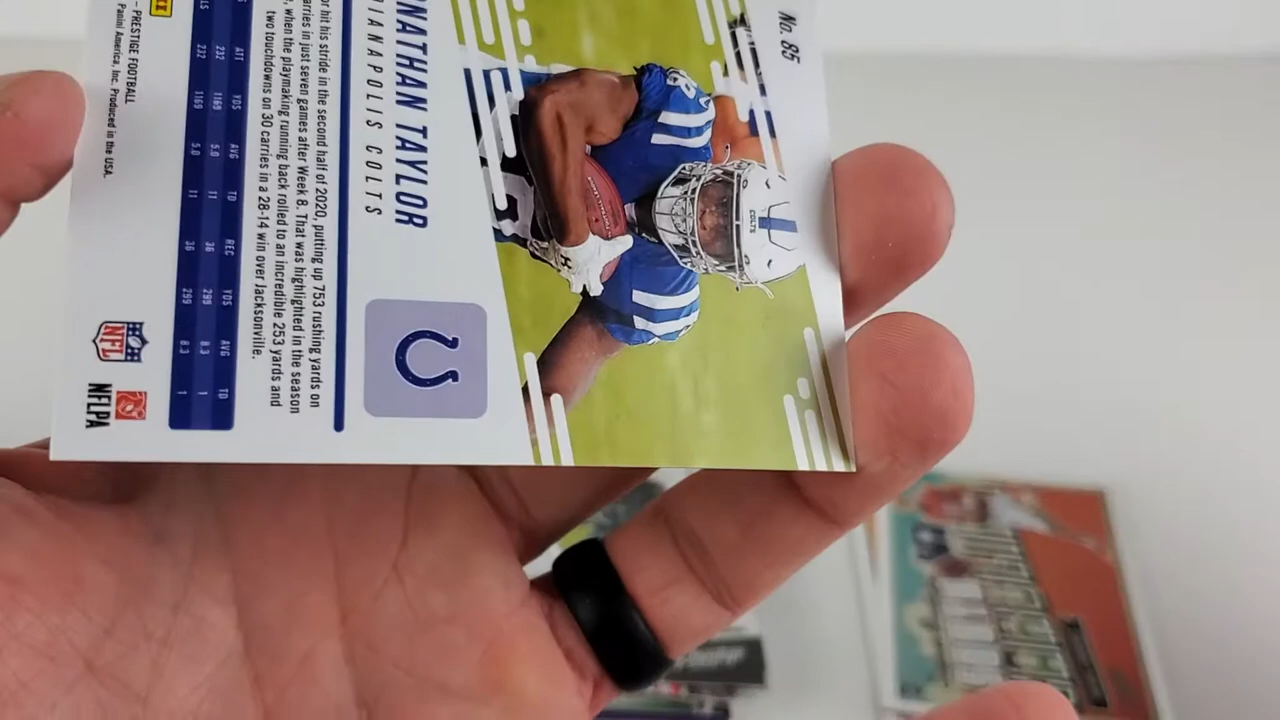 No. 85
COLTS
NATHAN TAYLOR
IANAPOLIS COLTS
or hit his stride in the second half of 2020, putting up 753 rushing yards on
arries in just seven games after Week 8. That was highlighted in the season
, when the playmaking running back rolled to an incredible 253 yards and
two touchdowns on 30 carries in a 28-14 win over Jacksonville.
ATT YDS AVG TD REC YDS AVG TD
232 1169 5.0 11 36 299 8.3 1
LS 232 1169 5.0 11 36 299 8.3 1
– PRESTIGE FOOTBALL
Panini America, Inc. Produced in the USA.
NFL
NFLPA